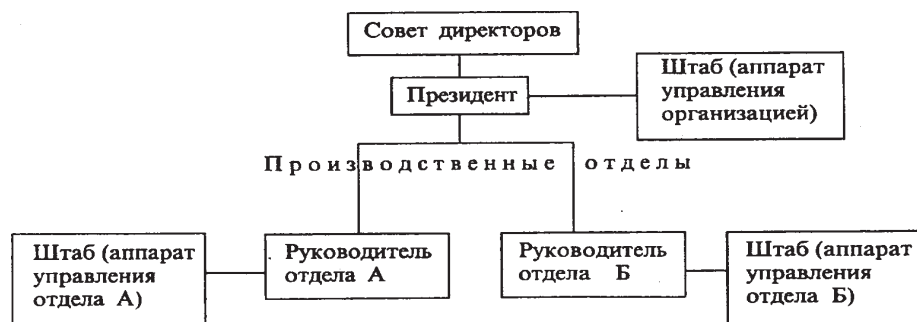 Совет директоров
Президент
Штаб (аппарат
управления
организацией)
Производственные отделы
Штаб (аппарат
управления
отдела А)
Руководитель
отдела А
Руководитель
отдела Б
Штаб (аппарат
управления
отдела Б)